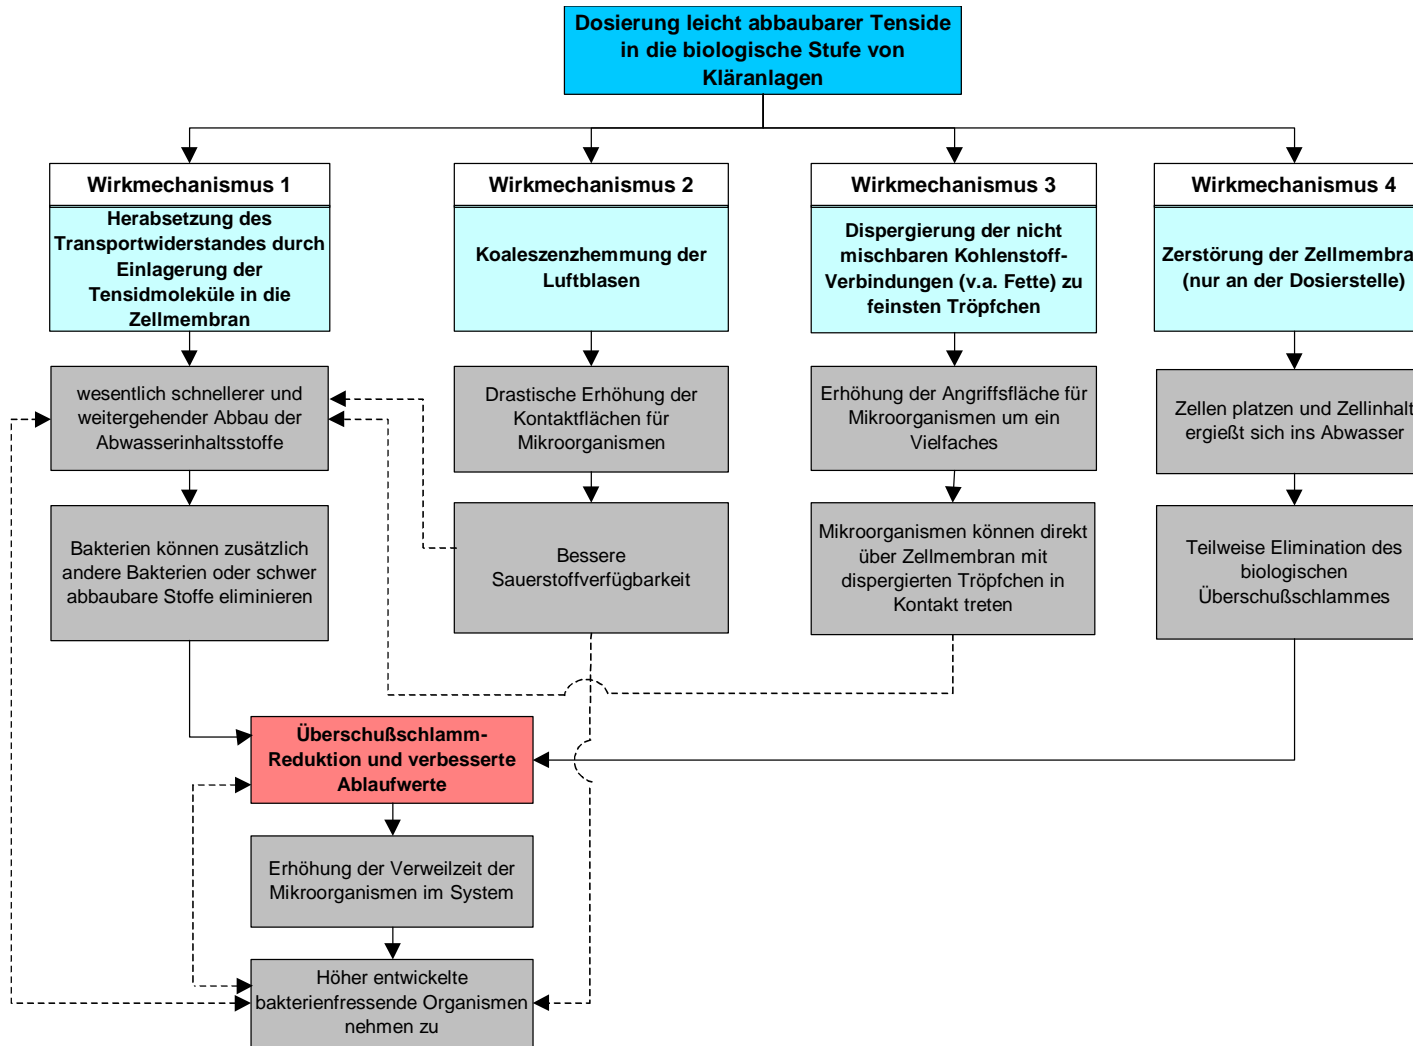 Dosierung leicht abbaubarer Tenside
in die biologische Stufe von
Kläranlagen
Wirkmechanismus 1
Herabsetzung des
Transportwiderstandes durch
Einlagerung der
Tensidmoleküle in die
Zellmembran
wesentlich schnellerer und
weitergehender Abbau der
Abwasserinhaltsstoffe
Bakterien können zusätzlich
andere Bakterien oder schwer
abbaubare Stoffe eliminieren
Wirkmechanismus 2
Koaleszenzhemmung der
Luftblasen
Drastische Erhöhung der
Kontaktflächen für
Mikroorganismen
Bessere
Sauerstoffverfügbarkeit
Wirkmechanismus 3
Dispergierung der nicht
mischbaren Kohlenstoff-
Verbindungen (v.a. Fette) zu
feinsten Tröpfchen
Erhöhung der Angriffsfläche für
Mikroorganismen um ein
Vielfaches
Mikroorganismen können direkt
über Zellmembran mit
dispergierten Tröpfchen in
Kontakt treten
Wirkmechanismus 4
Zerstörung der Zellmembran
(nur an der Dosierstelle)
Zellen platzen und Zellinhalt
ergießt sich ins Abwasser
Teilweise Elimination des
biologischen
Überschußschlammes
Überschußschlamm-
Reduktion und verbesserte
Ablaufwerte
Erhöhung der Verweilzeit der
Mikroorganismen im System
Höher entwickelte
bakterienfressende Organismen
nehmen zu